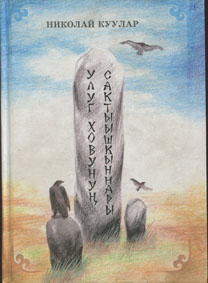 НИКОЛАЙ КУУЛАР
УЛУГ ХОВУНУҢ
САКТЫЫШКЫННАРЫ